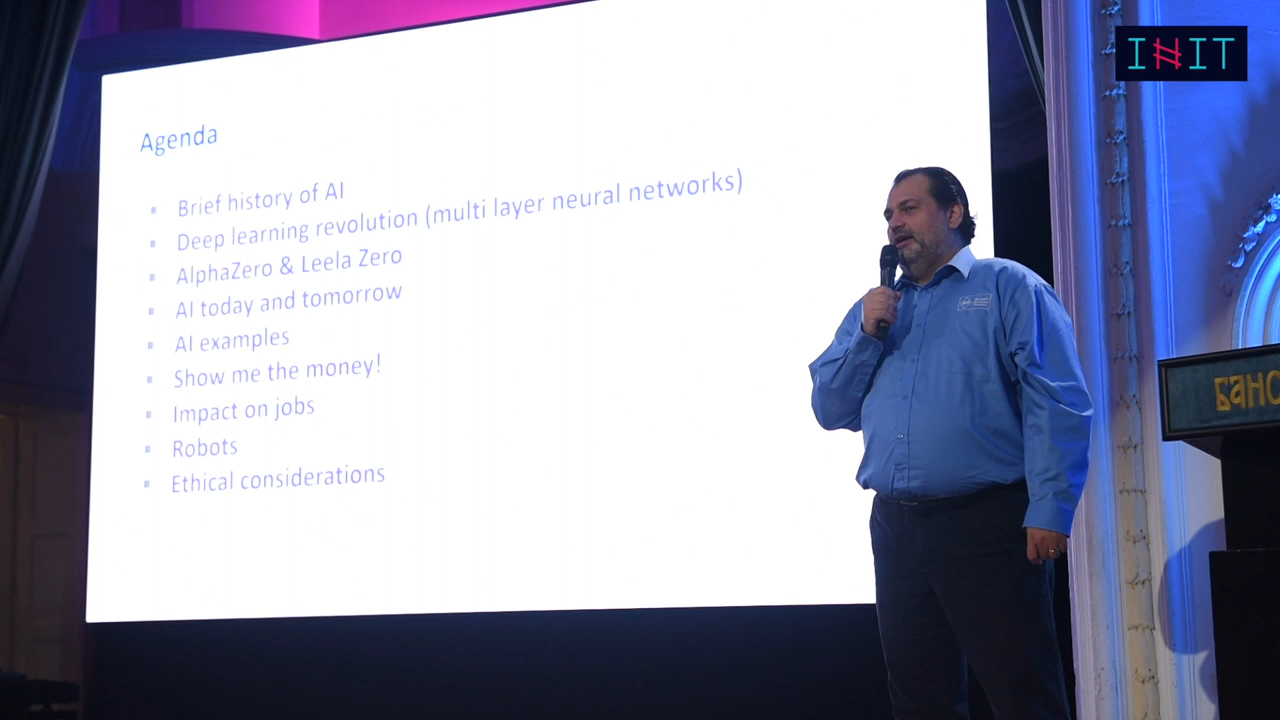 INIT
Agenda
Brief history of AI
Deep learning revolution (multi layer neural networks)
AlphaZero & Leela Zero
AI today and tomorrow
AI examples
Show me the money!
Impact on jobs
Robots
Ethical considerations
БАНС